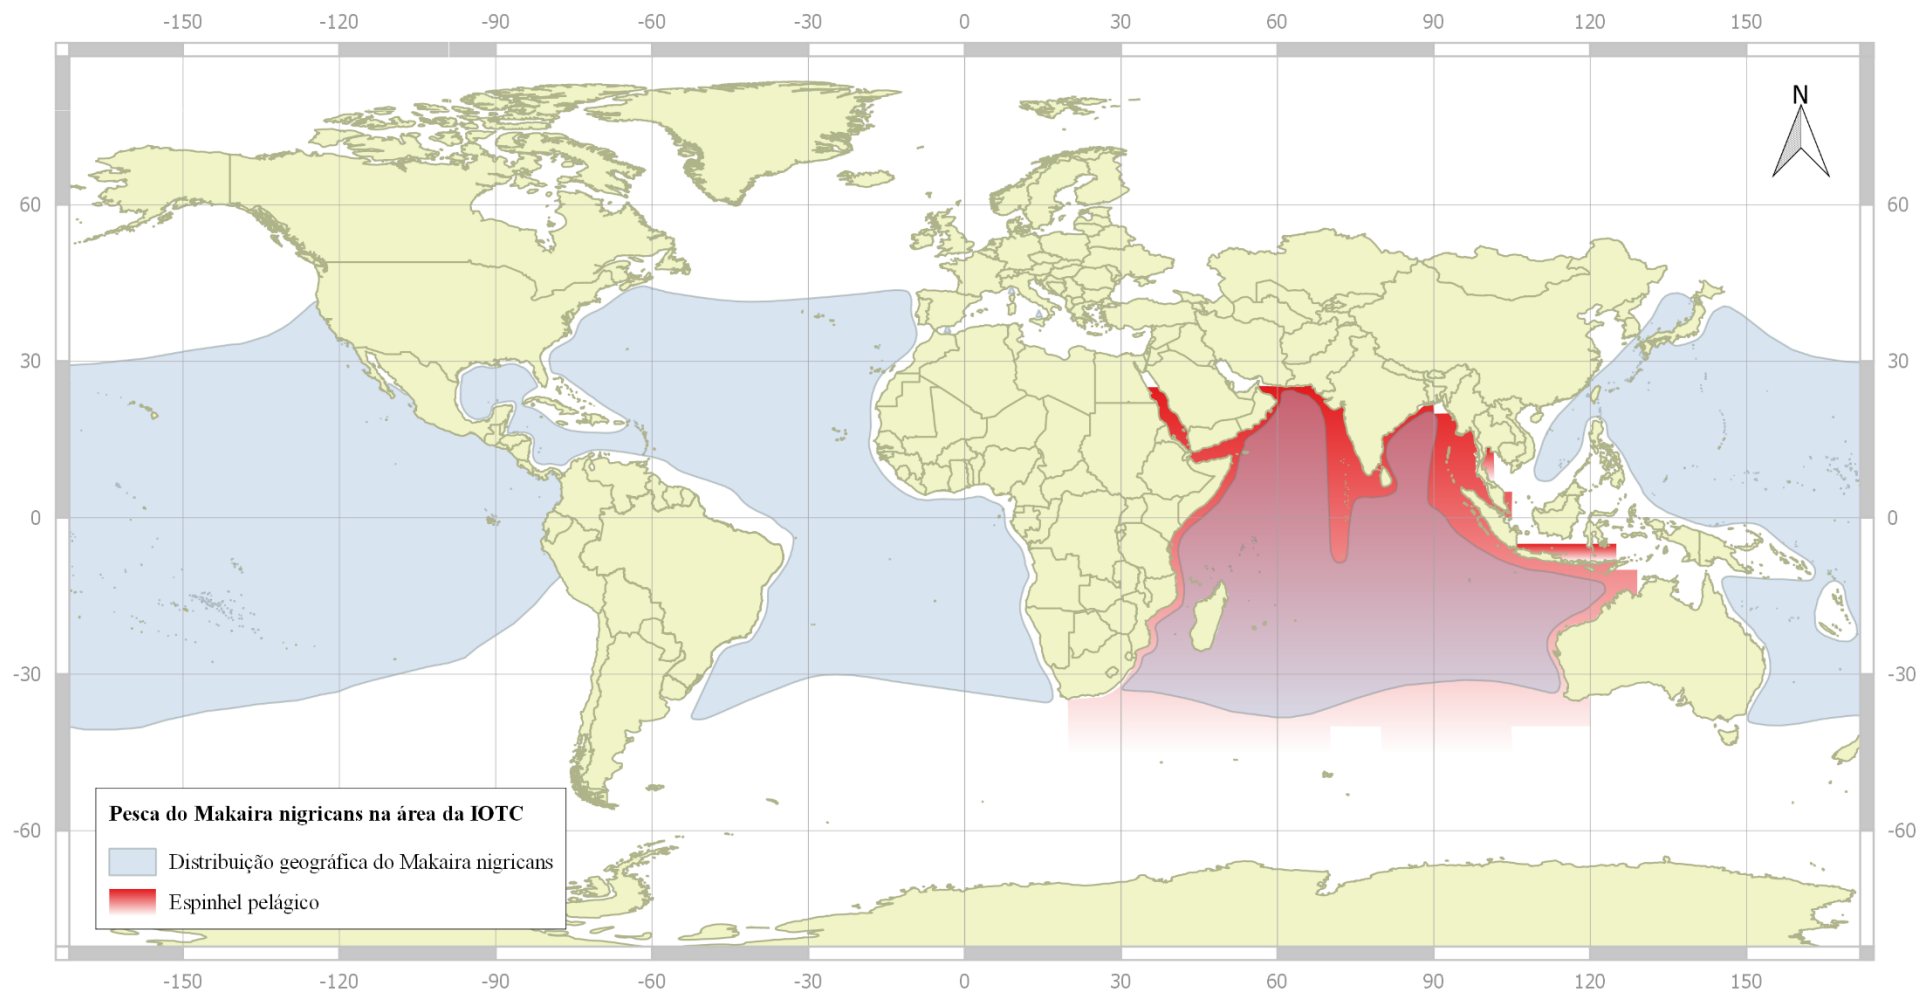 -150 -120 -90 -60 -30 0 30 60 90 120 150
N
60 60
30 30
0 0
-30 -30
Pesca do Makaira nigricans na área da IOTC
-60 -60
Distribuição geográfica do Makaira nigricans
Espinhel pelágico
-150 -120 -90 -60 -30 0 30 60 90 120 150